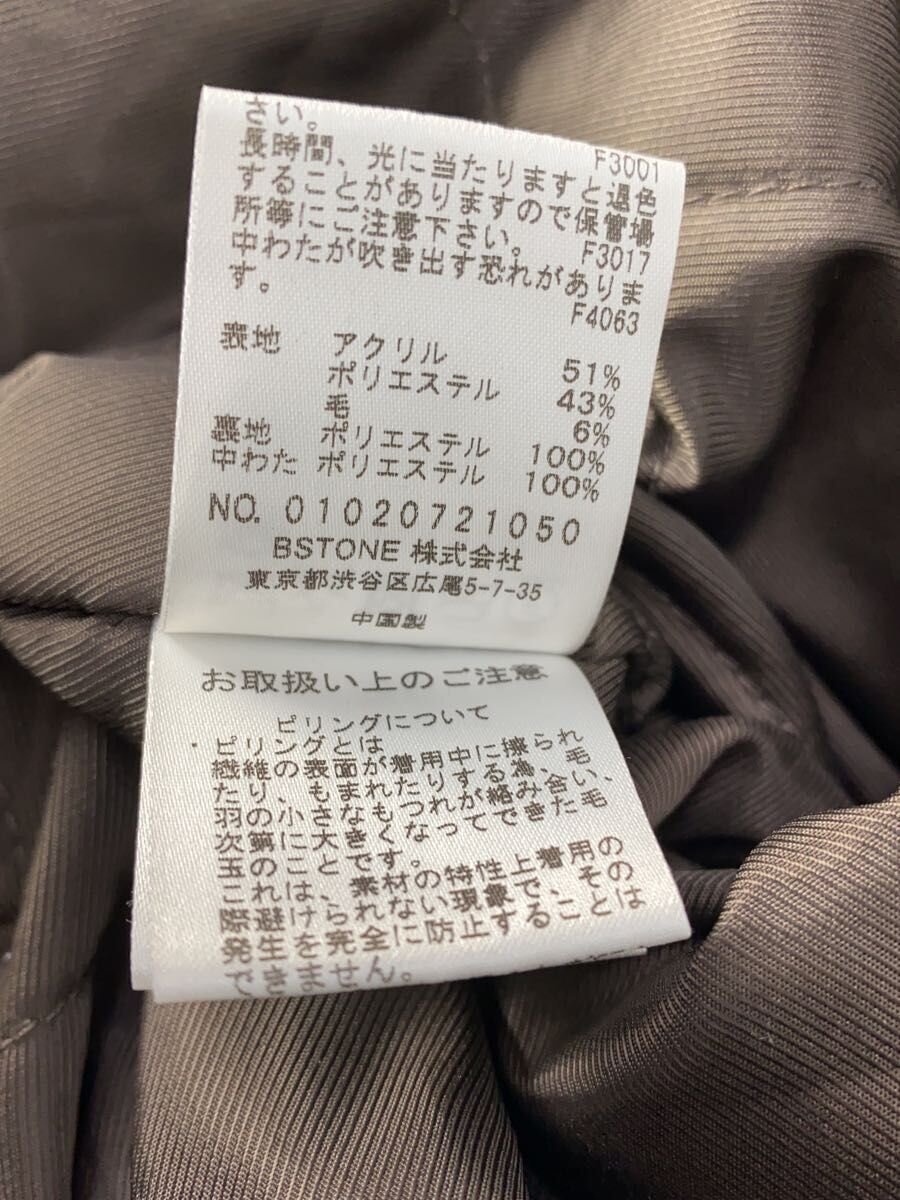 さい。
F3001
長時間、光に当たりますと退色
することがありますので保管場
所等にご注意下さい。
F3017
中わたが吹き出す恐れがありま
す。
F4063
表地 アクリル 51%
ポリエステル 43%
毛 6%
裏地 ポリエステル 100%
中わた ポリエステル 100%
NO. 01020721050
BSTONE 株式会社
東京都渋谷区広尾5-7-35
中国製
お取扱い上のご注意
ピリングについて
ピリングとは
繊維の表面が着用中に擦られ
たり、もまれたりする為、毛
羽の小さなもつれが絡み合い、
次第に大きくなってできた毛
玉のことです。
これは、素材の特性上着用の
際避けられない現象で、その
発生を完全に防止することは
できません。